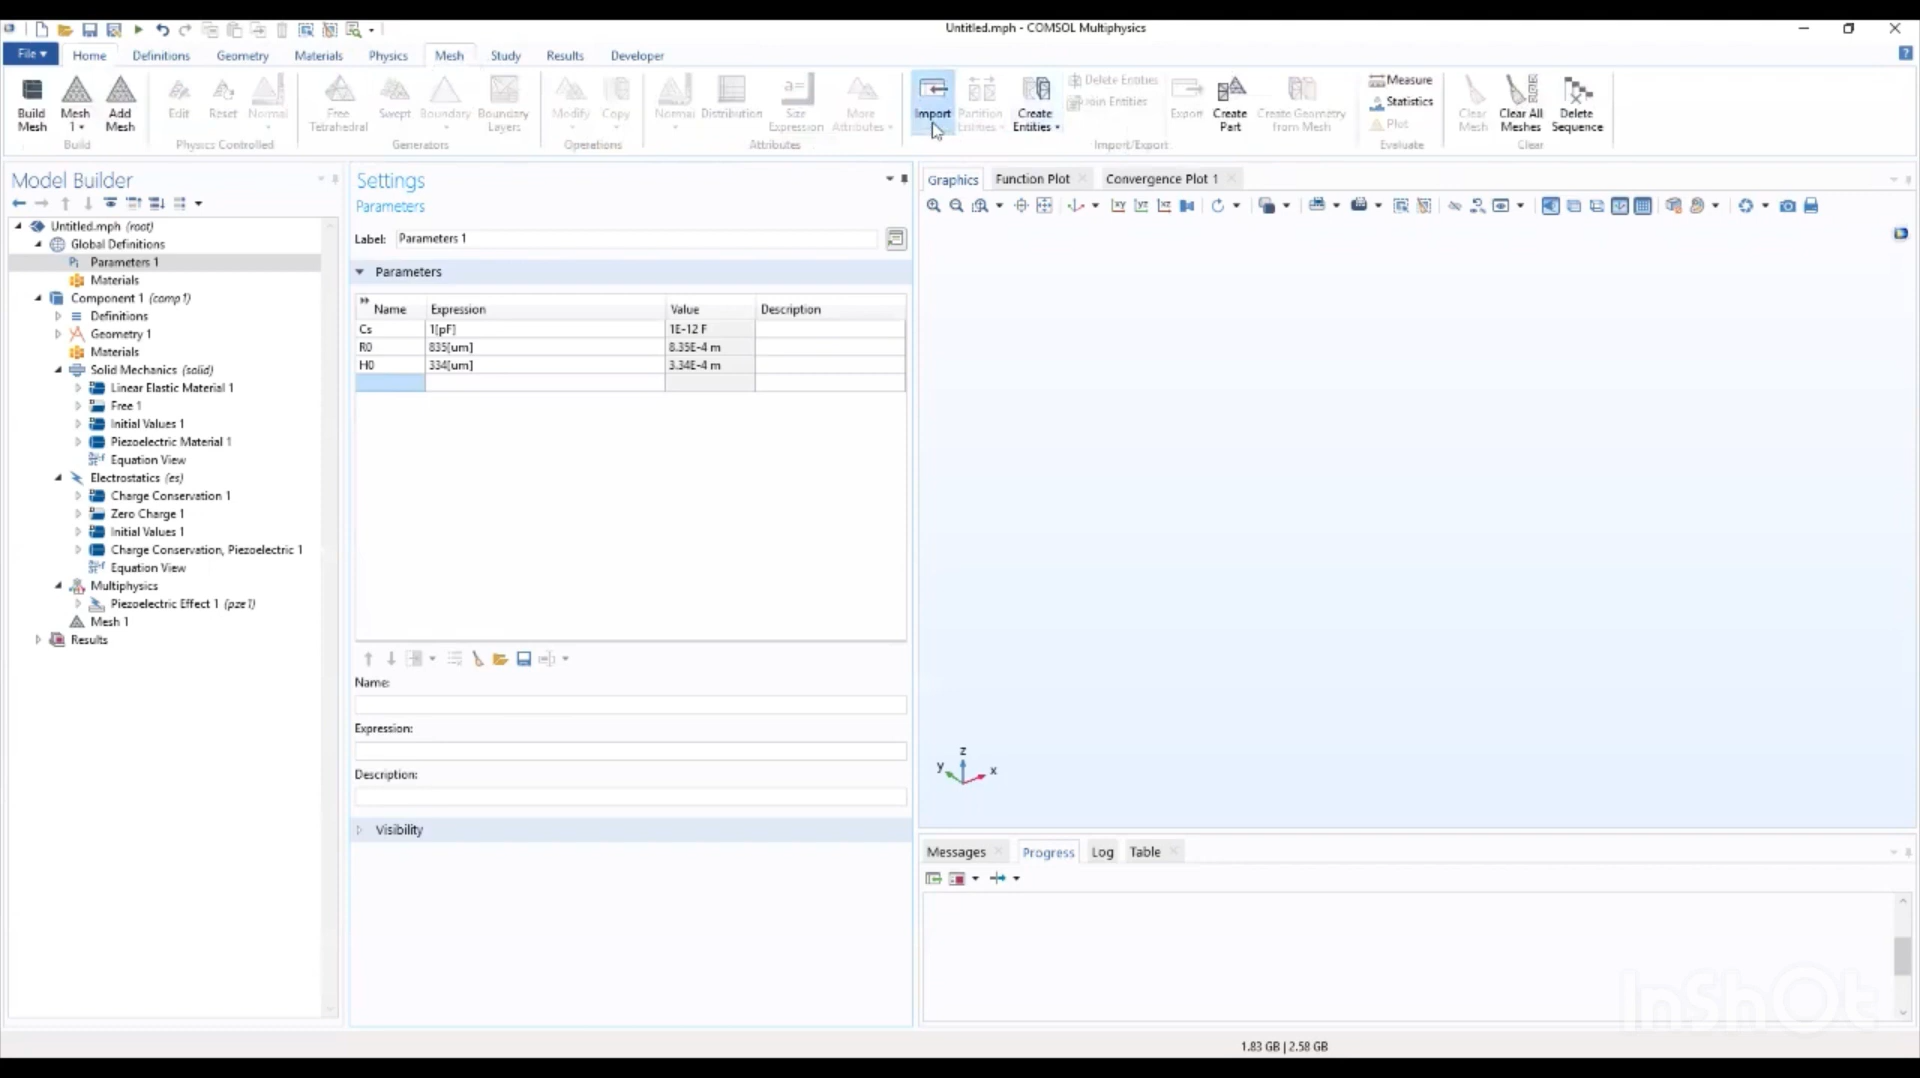 Untitled.mph - COMSOL Multiphysics
File
Home
Definitions
Geometry
Materials
Physics
Mesh
Study
Results
Developer
Build Mesh
Mesh 1
Add Mesh
Build
Edit
Reset
Normal
Physics Controlled
Free Tetrahedral
Swept
Boundary
Boundary Layers
Generators
Modify
Copy
Operations
Normal
Distribution
Size Expression
More Attributes
Attributes
Import
Partition Entities
Create Entities
Delete Entities
Join Entities
Export
Create Part
Create Geometry from Mesh
Import/Export
Measure
Statistics
Plot
Evaluate
Clear Mesh
Clear All Meshes
Delete Sequence
Clear
Model Builder
Untitled.mph (root)
Global Definitions
Pi Parameters 1
Materials
Component 1 (comp1)
Definitions
Geometry 1
Materials
Solid Mechanics (solid)
Linear Elastic Material 1
Free 1
Initial Values 1
Piezoelectric Material 1
Equation View
Electrostatics (es)
Charge Conservation 1
Zero Charge 1
Initial Values 1
Charge Conservation, Piezoelectric 1
Equation View
Multiphysics
Piezoelectric Effect 1 (pze1)
Mesh 1
Results
Settings
Parameters
Label: Parameters 1
Parameters
Name Expression Value Description
Cs 1[pF] 1E-12 F
R0 835[um] 8.35E-4 m
H0 334[um] 3.34E-4 m
Name:
Expression:
Description:
Visibility
Graphics
Function Plot
Convergence Plot 1
xy yz xz
z
y
x
Messages
Progress
Log
Table
InShOt
1.83 GB | 2.58 GB